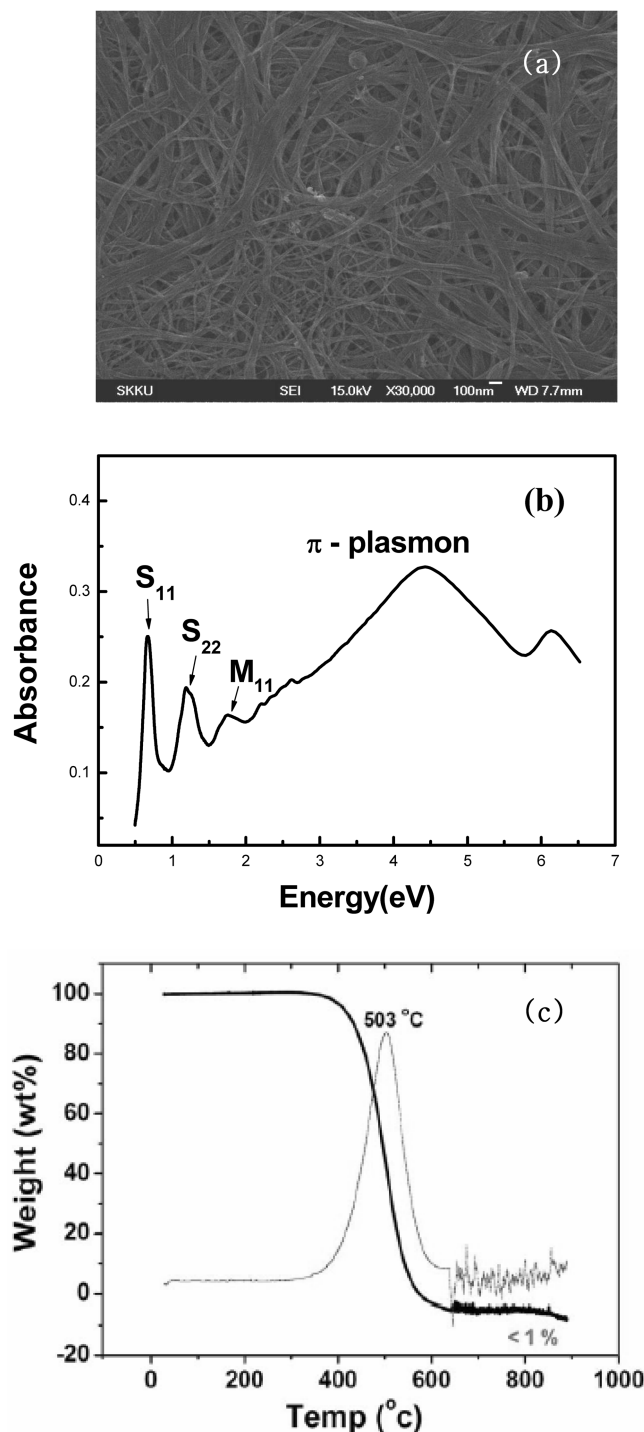 (a)
SKKU SEI 15.0kV X30,000 100nm WD 7.7mm
(b)
π - plasmon
S11
S22
M11
0.4
0.3
0.2
0.1
0 1 2 3 4 5 6 7
Absorbance
Energy(eV)
(c)
503 °C
100
80
60
40
20
0
-20
< 1 %
0 200 400 600 800 1000
Weight (wt%)
Temp (°c)